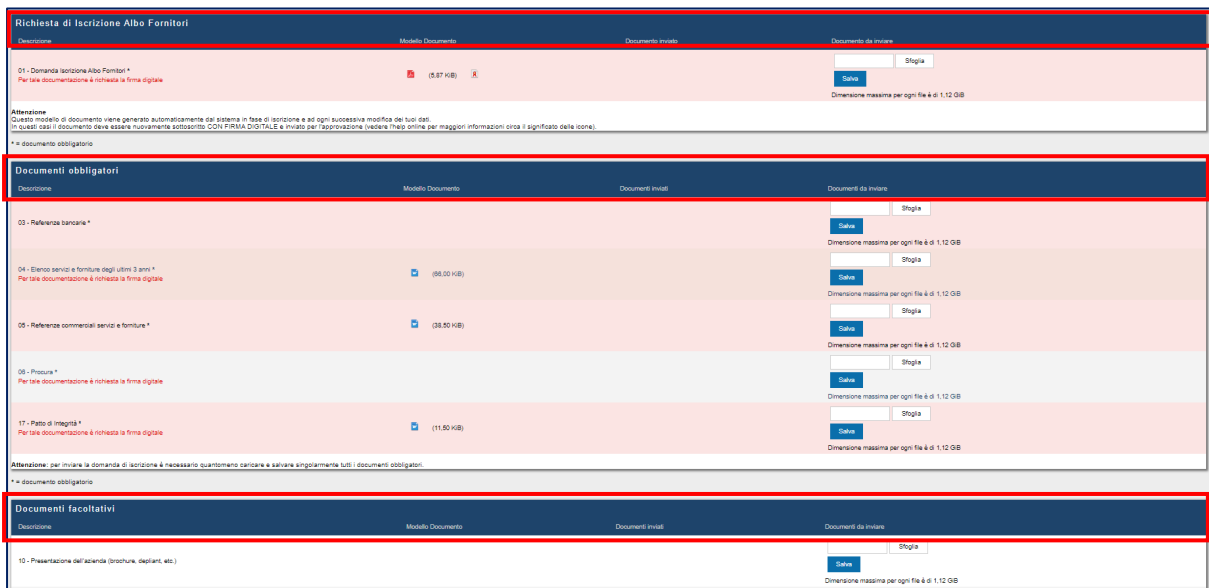 Richiesta di Iscrizione Albo Fornitori
Descrizione Modello Documento Documento inviato Documento da inviare
Sfoglia
01 - Domanda Iscrizione Albo Fornitori *
Per tale documentazione è richiesta la firma digitale
(5,87 KiB)
Salva
Dimensione massima per ogni file è di 1,12 GiB
Attenzione
Questo modello di documento viene generato automaticamente dal sistema in fase di iscrizione e ad ogni successiva modifica dei tuoi dati.
In questi casi il documento deve essere nuovamente sottoscritto CON FIRMA DIGITALE e inviato per l'approvazione (vedere l'help online per maggiori informazioni circa il significato delle icone).
* = documento obbligatorio
Documenti obbligatori
Descrizione Modello Documento Documenti inviati Documenti da inviare
Sfoglia
03 - Referenze bancarie *
Salva
Dimensione massima per ogni file è di 1,12 GiB
Sfoglia
04 - Elenco servizi e forniture degli ultimi 3 anni *
Per tale documentazione è richiesta la firma digitale
(66,00 KiB)
Salva
Dimensione massima per ogni file è di 1,12 GiB
Sfoglia
05 - Referenze commerciali servizi e forniture *
(38,50 KiB)
Salva
Dimensione massima per ogni file è di 1,12 GiB
Sfoglia
06 - Procura *
Per tale documentazione è richiesta la firma digitale
Salva
Dimensione massima per ogni file è di 1,12 GiB
Sfoglia
17 - Patto di Integrità *
Per tale documentazione è richiesta la firma digitale
(11,50 KiB)
Salva
Dimensione massima per ogni file è di 1,12 GiB
Attenzione: per inviare la domanda di iscrizione è necessario quantomeno caricare e salvare singolarmente tutti i documenti obbligatori.
* = documento obbligatorio
Documenti facoltativi
Descrizione Modello Documento Documenti inviati Documenti da inviare
Sfoglia
10 - Presentazione dell'azienda (brochure, depliant, etc.)
Salva
Dimensione massima per ogni file è di 1,12 GiB